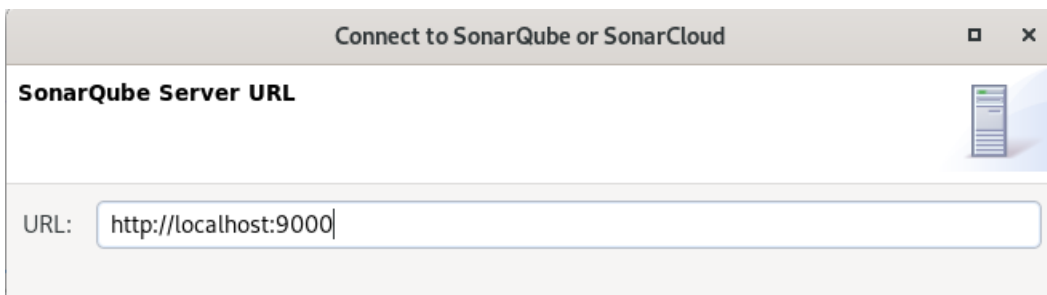 Connect to SonarQube or SonarCloud
SonarQube Server URL
URL: http://localhost:9000